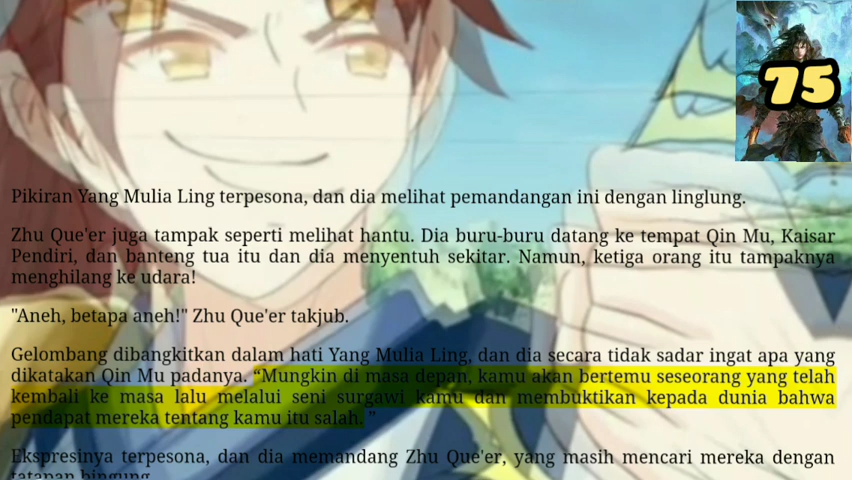 75
Pikiran Yang Mulia Ling terpesona, dan dia melihat pemandangan ini dengan linglung.
Zhu Que'er juga tampak seperti melihat hantu. Dia buru-buru datang ke tempat Qin Mu, Kaisar
Pendiri, dan banteng tua itu dan dia menyentuh sekitar. Namun, ketiga orang itu tampaknya
menghilang ke udara!
"Aneh, betapa aneh!" Zhu Que'er takjub.
Gelombang dibangkitkan dalam hati Yang Mulia Ling, dan dia secara tidak sadar ingat apa yang
dikatakan Qin Mu padanya. “Mungkin di masa depan, kamu akan bertemu seseorang yang telah
kembali ke masa lalu melalui seni surgawi kamu dan membuktikan kepada dunia bahwa
pendapat mereka tentang kamu itu salah. ”
Ekspresinya terpesona, dan dia memandang Zhu Que'er, yang masih mencari mereka dengan
tatapan bingung